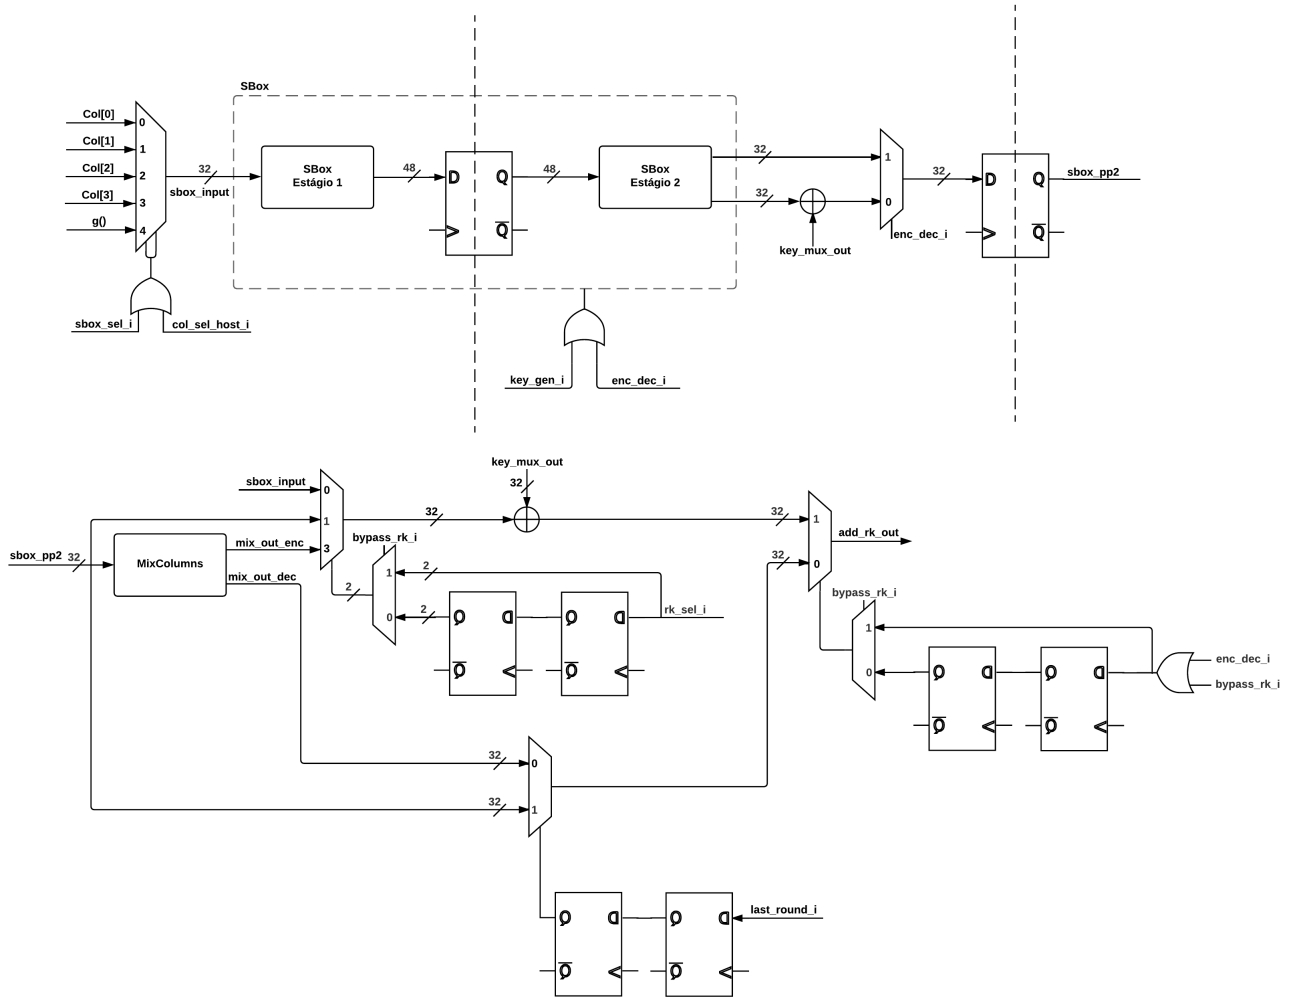 SBox
Col[0]
0
Col[1]
1
Col[2]
2
Col[3]
3
g()
4
32
sbox_input
SBox
Estágio 1
48
D
Q
Q
48
SBox
Estágio 2
32
32
key_mux_out
1
0
enc_dec_i
32
D
Q
Q
sbox_pp2
sbox_sel_i
col_sel_host_i
key_gen_i
enc_dec_i
key_mux_out
32
sbox_input
0
1
3
32
32
1
0
add_rk_out
sbox_pp2
32
MixColumns
mix_out_enc
mix_out_dec
bypass_rk_i
2
1
0
2
2
Q
D
Q
Q
D
Q
rk_sel_i
32
bypass_rk_i
1
0
Q
D
Q
Q
D
Q
enc_dec_i
bypass_rk_i
32
0
32
1
Q
D
Q
Q
D
Q
last_round_i